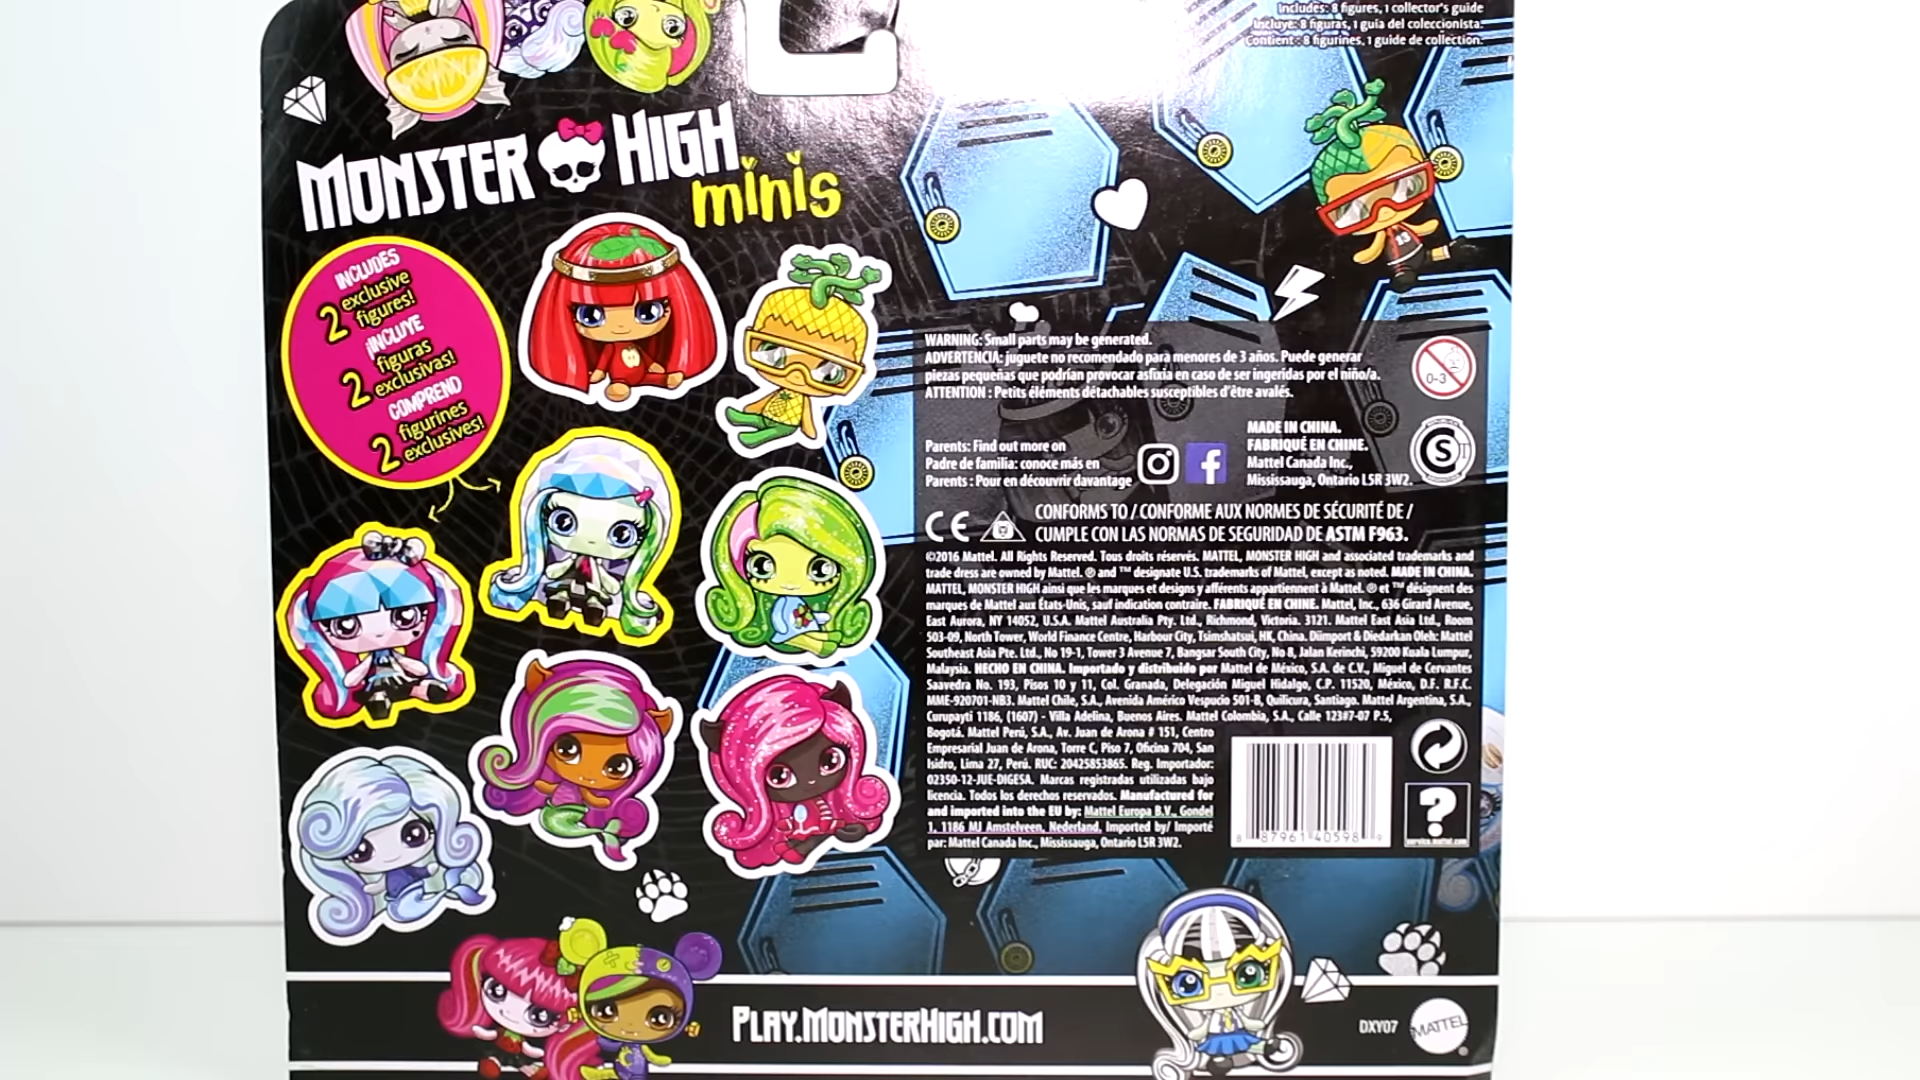 Includes: 8 figures, 1 collector's guide
Incluye: 8 figuras, 1 guía del coleccionista.
Contient : 8 figurines, 1 guide de collection.
MONSTER HIGH
minis
INCLUDES
2 exclusive
figures!
¡INCLUYE
2 figuras
exclusivas!
COMPREND
2 figurines
exclusives!
13
WARNING: Small parts may be generated.
ADVERTENCIA: juguete no recomendado para menores de 3 años. Puede generar
piezas pequeñas que podrían provocar asfixia en caso de ser ingeridas por el niño/a.
ATTENTION : Petits éléments détachables susceptibles d'être avalés.
0-3
Parents: Find out more on
Padre de familia: conoce más en
Parents : Pour en découvrir davantage
MADE IN CHINA.
FABRIQUÉ EN CHINE.
Mattel Canada Inc.,
Mississauga, Ontario L5R 3W2.
S
CE
CONFORMS TO / CONFORME AUX NORMES DE SÉCURITÉ DE /
CUMPLE CON LAS NORMAS DE SEGURIDAD DE ASTM F963.
©2016 Mattel. All Rights Reserved. Tous droits réservés. MATTEL, MONSTER HIGH and associated trademarks and
trade dress are owned by Mattel. ® and ™ designate U.S. trademarks of Mattel, except as noted. MADE IN CHINA.
MATTEL, MONSTER HIGH ainsi que les marques et designs y afférents appartiennent à Mattel. ® et ™ désignent des
marques de Mattel aux États-Unis, sauf indication contraire. FABRIQUÉ EN CHINE. Mattel, Inc., 636 Girard Avenue,
East Aurora, NY 14052, U.S.A. Mattel Australia Pty. Ltd., Richmond, Victoria. 3121. Mattel East Asia Ltd., Room
503-09, North Tower, World Finance Centre, Harbour City, Tsimshatsui, HK, China. Diimport & Diedarkan Oleh: Mattel
Southeast Asia Pte. Ltd., No 19-1, Tower 3 Avenue 7, Bangsar South City, No 8, Jalan Kerinchi, 59200 Kuala Lumpur,
Malaysia. HECHO EN CHINA. Importado y distribuido por Mattel de México, S.A. de C.V., Miguel de Cervantes
Saavedra No. 193, Pisos 10 y 11, Col. Granada, Delegación Miguel Hidalgo, C.P. 11520, México, D.F. R.F.C.
MME-920701-NB3. Mattel Chile, S.A., Avenida Américo Vespucio 501-B, Quilicura, Santiago. Mattel Argentina, S.A.,
Curupaytí 1186, (1607) - Villa Adelina, Buenos Aires. Mattel Colombia, S.A., Calle 123#7-07 P.5,
Bogotá. Mattel Perú, S.A., Av. Juan de Arona # 151, Centro
Empresarial Juan de Arona, Torre C, Piso 7, Oficina 704, San
Isidro, Lima 27, Perú. RUC: 20425853865. Reg. Importador:
02350-12-JUE-DIGESA. Marcas registradas utilizadas bajo
licencia. Todos los derechos reservados. Manufactured for
and imported into the EU by: Mattel Europa B.V., Gondel
1, 1186 MJ Amstelveen, Nederland. Imported by/ Importé
par: Mattel Canada Inc., Mississauga, Ontario L5R 3W2.
8 87961 40598 9
?
service.mattel.com
PLAY.MONSTERHIGH.COM
DXY07
MATTEL